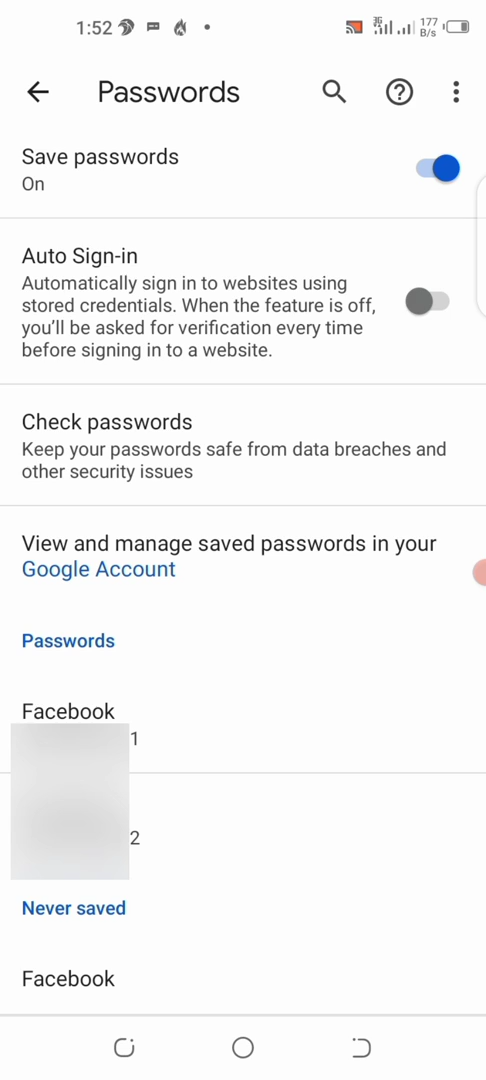 1:52
3G
177
B/s
Passwords
Save passwords
On
Auto Sign-in
Automatically sign in to websites using
stored credentials. When the feature is off,
you’ll be asked for verification every time
before signing in to a website.
Check passwords
Keep your passwords safe from data breaches and
other security issues
View and manage saved passwords in your
Google Account
Passwords
Facebook
1
2
Never saved
Facebook